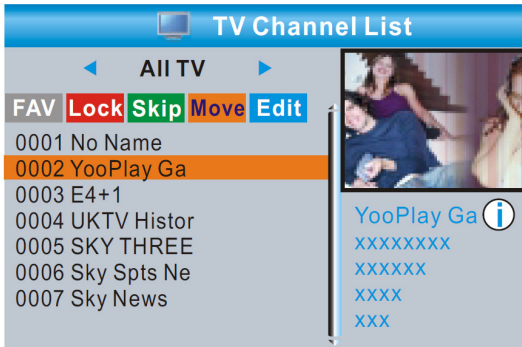 TV Channel List
All TV
FAV Lock Skip Move Edit
0001 No Name
0002 YooPlay Ga
0003 E4+1
0004 UKTV Histor
0005 SKY THREE
0006 Sky Spts Ne
0007 Sky News
YooPlay Ga i
xxxxxxxx
xxxxxx
xxxx
xxx